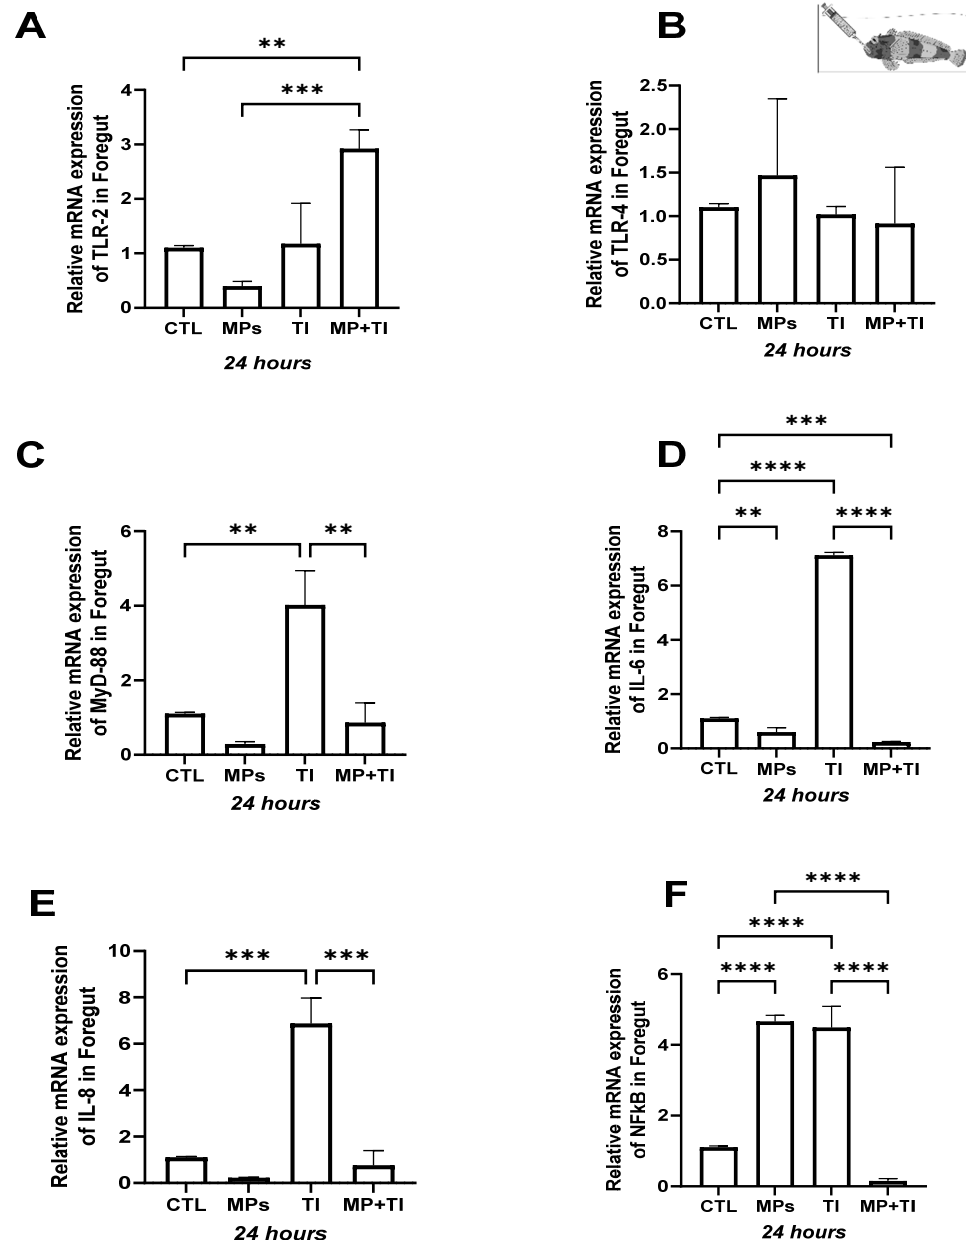 A
**
***
Relative mRNA expression
of TLR-2 in Foregut
4
3
2
1
0
CTL MPs TI MP+TI
24 hours
B
Relative mRNA expression
of TLR-4 in Foregut
2.5
2.0
1.5
1.0
0.5
0.0
CTL MPs TI MP+TI
24 hours
C
** **
Relative mRNA expression
of MyD-88 in Foregut
6
4
2
0
CTL MPs TI MP+TI
24 hours
D
***
****
** ****
Relative mRNA expression
of IL-6 in Foregut
8
6
4
2
0
CTL MPs TI MP+TI
24 hours
E
*** ***
Relative mRNA expression
of IL-8 in Foregut
10
8
6
4
2
0
CTL MPs TI MP+TI
24 hours
F
****
****
**** ****
Relative mRNA expression
of NFkB in Foregut
6
4
2
0
CTL MPs TI MP+TI
24 hours